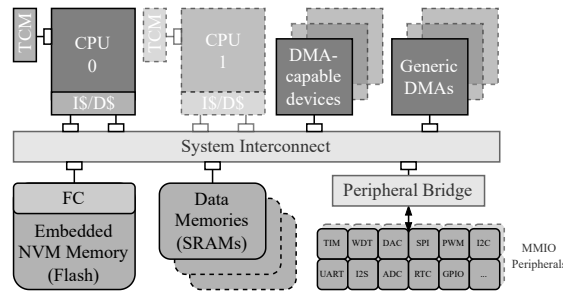 TCM
CPU
0
I$/D$
TCM
CPU
1
I$/D$
DMA-
capable
devices
Generic
DMAs
System Interconnect
FC
Embedded
NVM Memory
(Flash)
Data
Memories
(SRAMs)
Peripheral Bridge
TIM WDT DAC SPI PWM I2C
UART I2S ADC RTC GPIO ...
MMIO
Peripherals